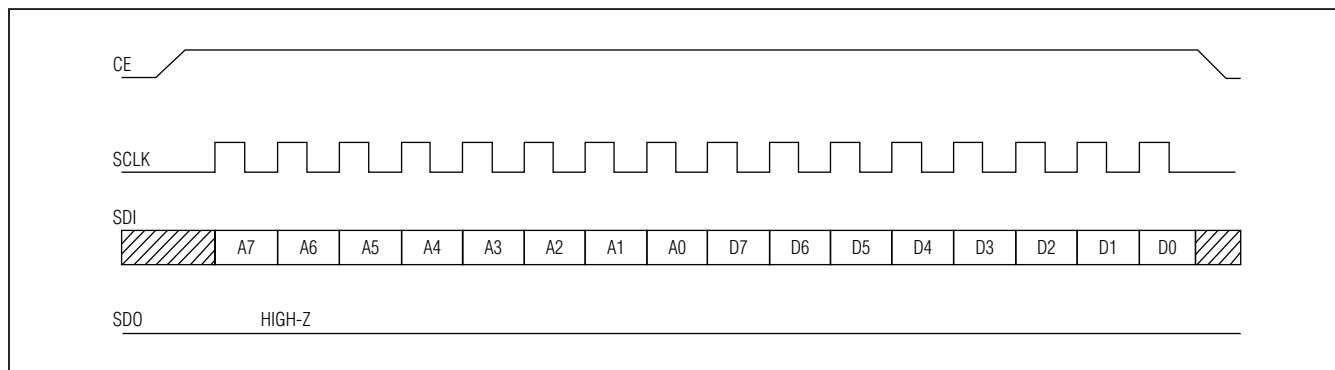 CE
SCLK
SDI
A7 A6 A5 A4 A3 A2 A1 A0 D7 D6 D5 D4 D3 D2 D1 D0
SDO HIGH-Z